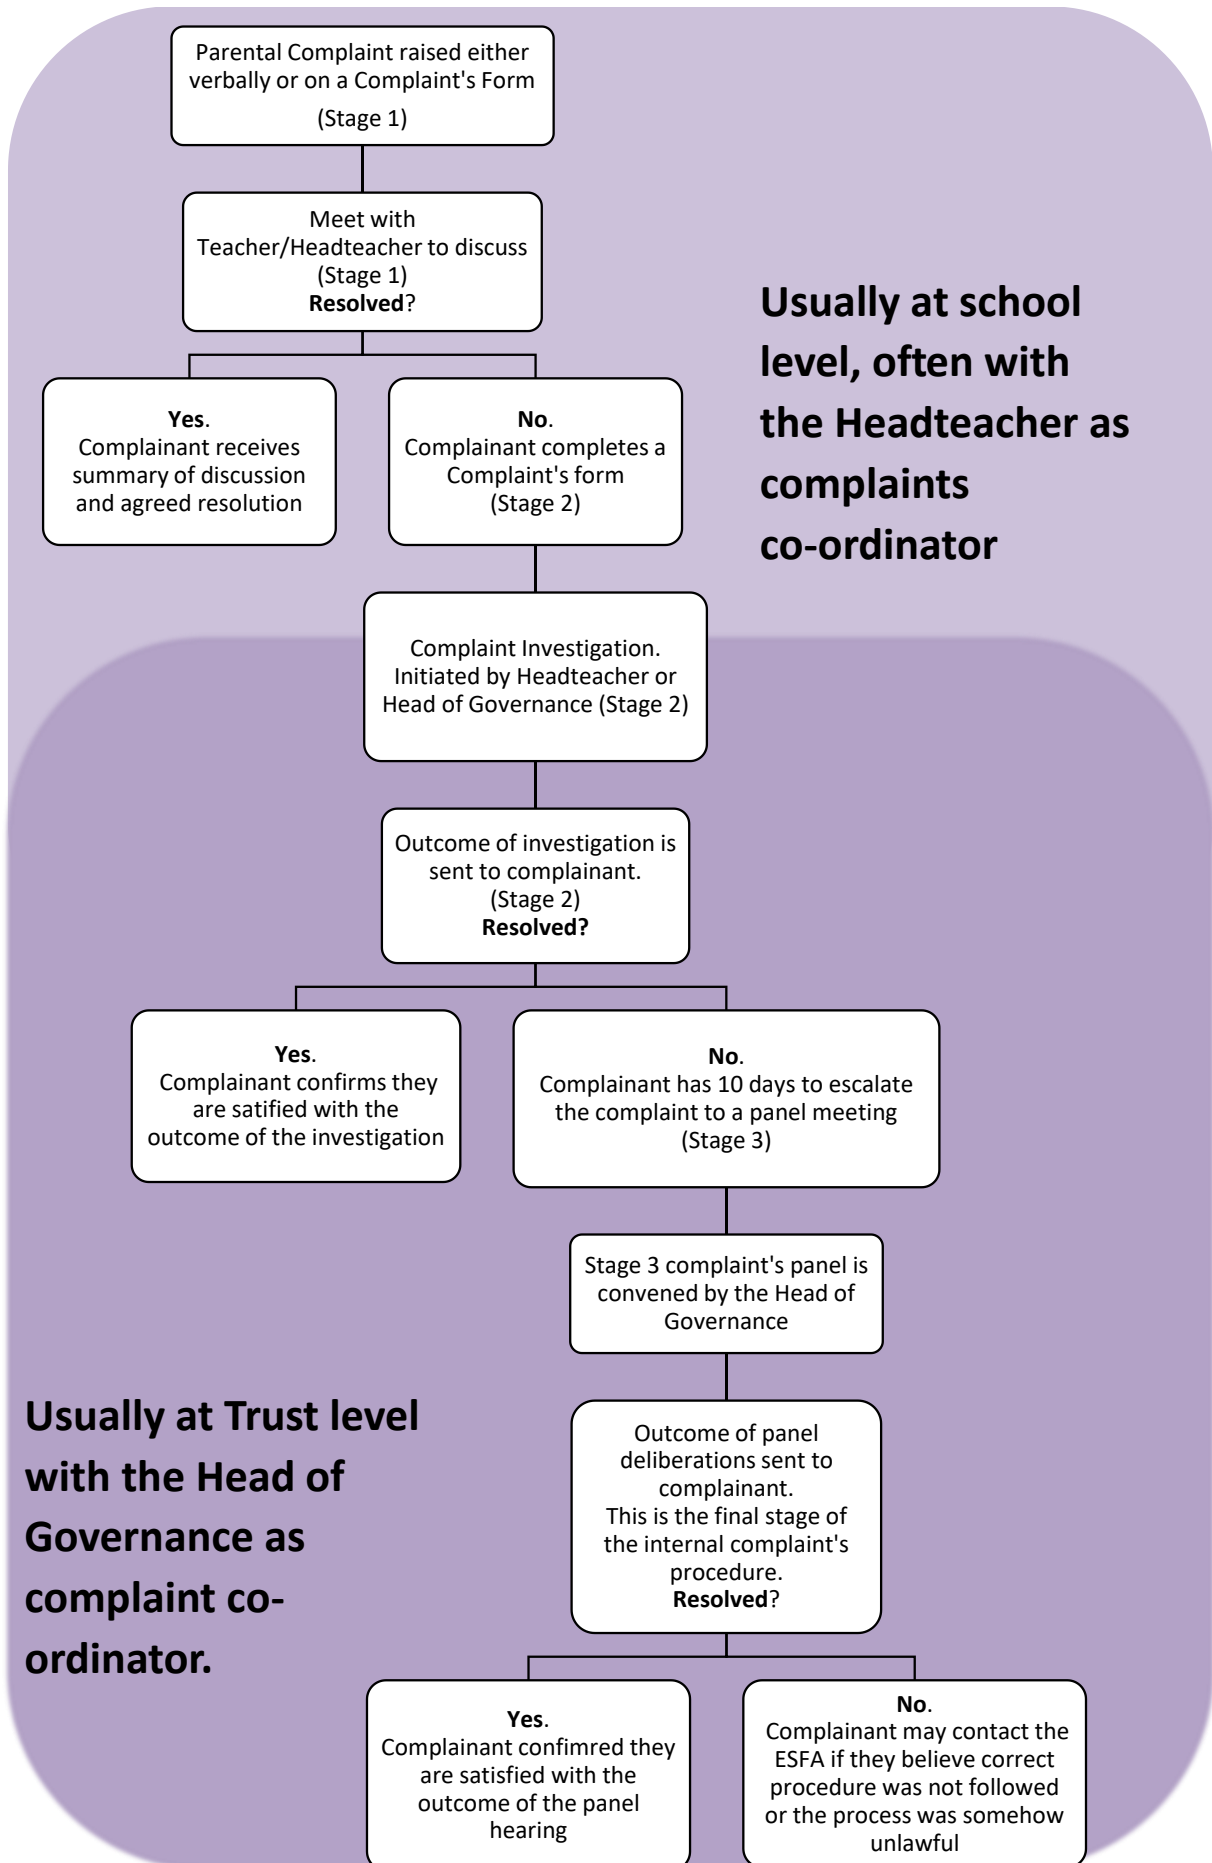 Parental Complaint raised either
verbally or on a Complaint's Form
(Stage 1)
Meet with
Teacher/Headteacher to discuss
(Stage 1)
Resolved?
Usually at school
level, often with
the Headteacher as
complaints
co-ordinator
Yes.
Complainant receives
summary of discussion
and agreed resolution
No.
Complainant completes a
Complaint's form
(Stage 2)
Complaint Investigation.
Initiated by Headteacher or
Head of Governance (Stage 2)
Outcome of investigation is
sent to complainant.
(Stage 2)
Resolved?
Yes.
Complainant confirms they
are satified with the
outcome of the investigation
No.
Complainant has 10 days to escalate
the complaint to a panel meeting
(Stage 3)
Stage 3 complaint's panel is
convened by the Head of
Governance
Usually at Trust level
with the Head of
Governance as
complaint co-
ordinator.
Outcome of panel
deliberations sent to
complainant.
This is the final stage of
the internal complaint's
procedure.
Resolved?
Yes.
Complainant confimred they
are satisfied with the
outcome of the panel
hearing
No.
Complainant may contact the
ESFA if they believe correct
procedure was not followed
or the process was somehow
unlawful